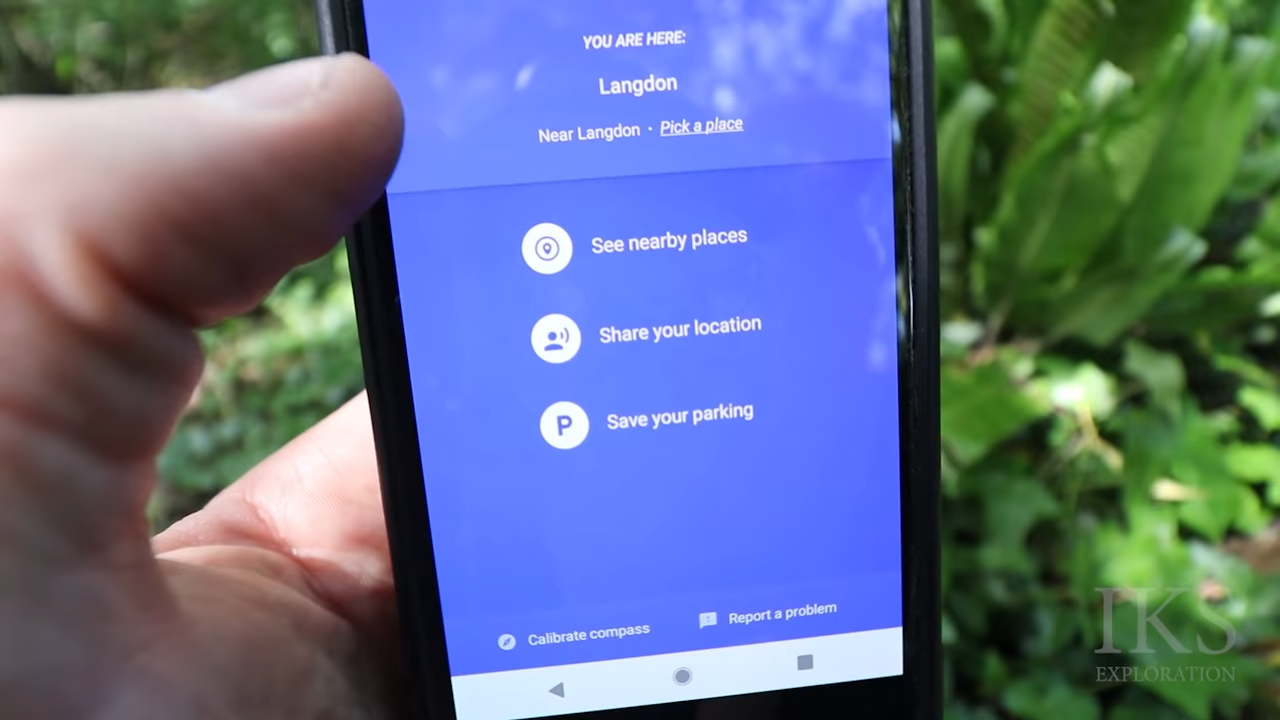 YOU ARE HERE:
Langdon
Near Langdon · Pick a place
See nearby places
Share your location
P Save your parking
Calibrate compass Report a problem
IKS
EXPLORATION